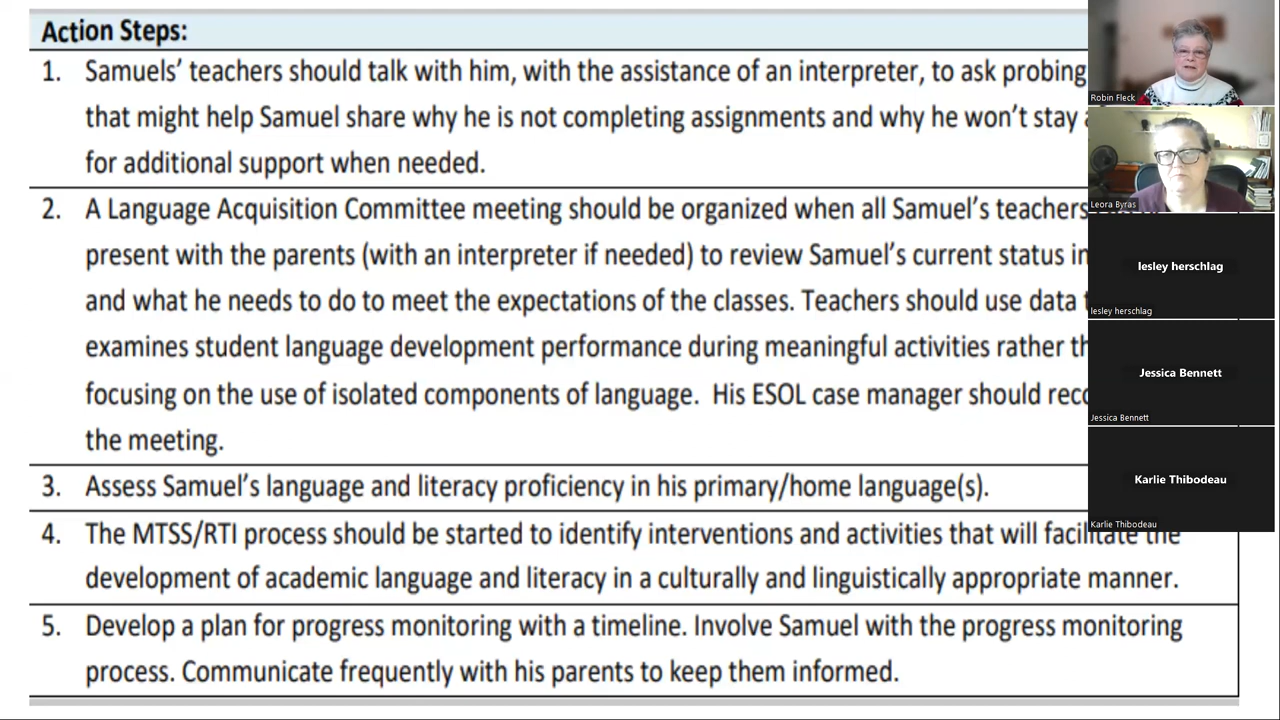 Action Steps:
1. Samuels’ teachers should talk with him, with the assistance of an interpreter, to ask probing
that might help Samuel share why he is not completing assignments and why he won’t stay
for additional support when needed.
2. A Language Acquisition Committee meeting should be organized when all Samuel’s teachers
present with the parents (with an interpreter if needed) to review Samuel’s current status in
and what he needs to do to meet the expectations of the classes. Teachers should use data
examines student language development performance during meaningful activities rather
focusing on the use of isolated components of language. His ESOL case manager should
the meeting.
3. Assess Samuel’s language and literacy proficiency in his primary/home language(s).
4. The MTSS/RTI process should be started to identify interventions and activities that will facilitate the
development of academic language and literacy in a culturally and linguistically appropriate manner.
5. Develop a plan for progress monitoring with a timeline. Involve Samuel with the progress monitoring
process. Communicate frequently with his parents to keep them informed.
Robin Fleck
Leora Byras
lesley herschlag
lesley herschlag
Jessica Bennett
Jessica Bennett
Karlie Thibodeau
Karlie Thibodeau